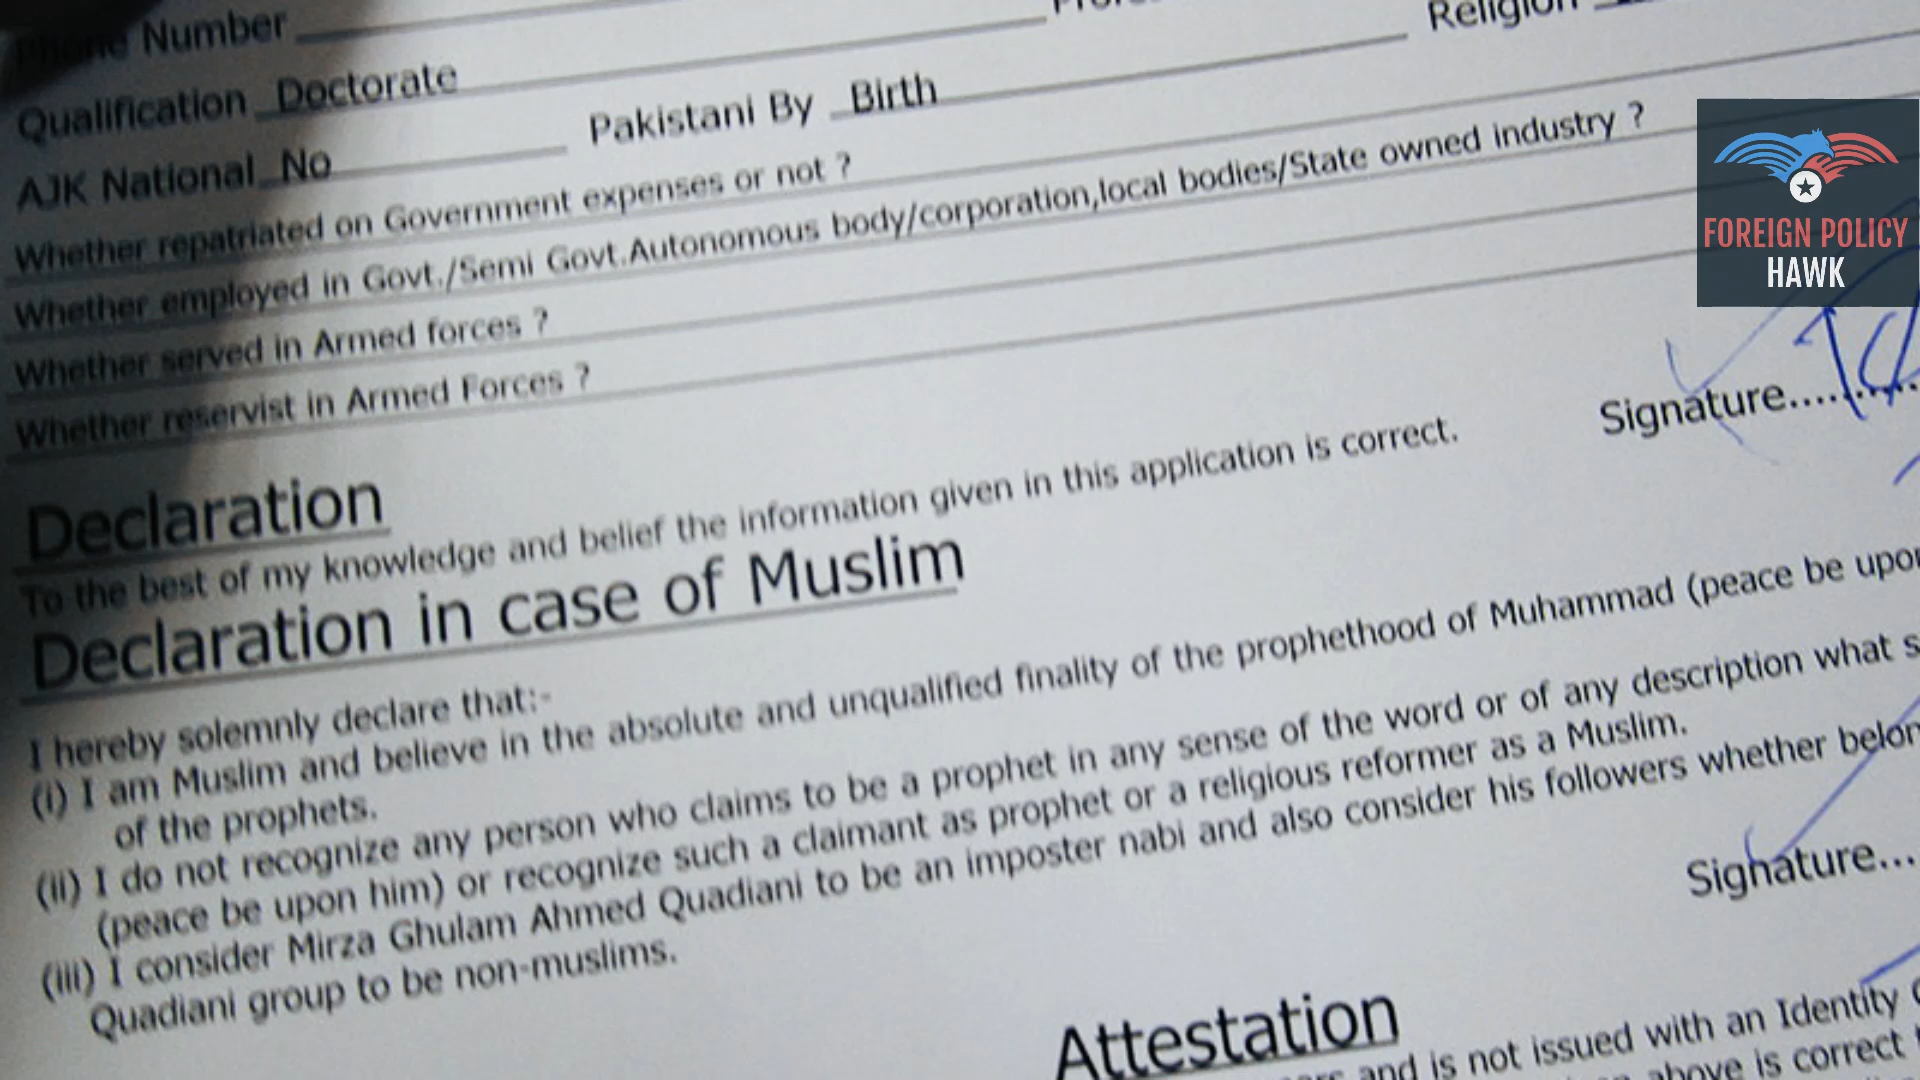 Phone Number
Religion
Qualification Doctorate
AJK National No Pakistani By Birth
Whether repatriated on Government expenses or not ?
Whether employed in Govt./Semi Govt.Autonomous body/corporation,local bodies/State owned industry ?
Whether served in Armed forces ?
Whether reservist in Armed Forces ?
FOREIGN POLICY
HAWK
Signature.........
Declaration
To the best of my knowledge and belief the information given in this application is correct.
Declaration in case of Muslim
I hereby solemnly declare that:-
(i) I am Muslim and believe in the absolute and unqualified finality of the prophethood of Muhammad (peace be upon
of the prophets.
(ii) I do not recognize any person who claims to be a prophet in any sense of the word or of any description what s
(peace be upon him) or recognize such a claimant as prophet or a religious reformer as a Muslim.
(iii) I consider Mirza Ghulam Ahmed Quadiani to be an imposter nabi and also consider his followers whether belon
Quadiani group to be non-muslims.
Signature...
Attestation
and is not issued with an Identity
above is correct